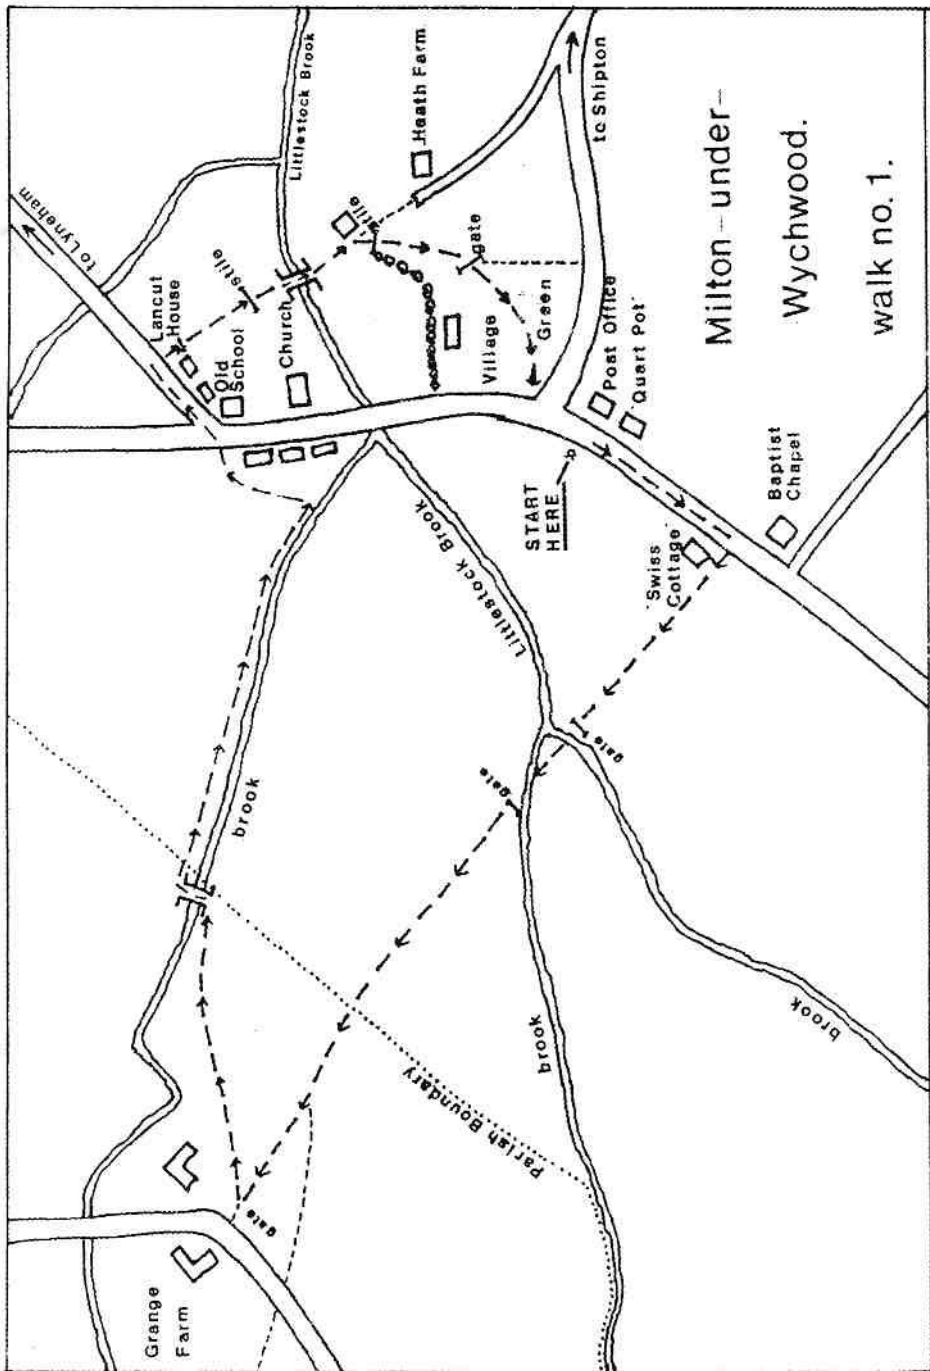 Milton-under-
Wychwood.
walk no. 1.
to Lyneham
Littlestock Brook
Lancut
House
stile
Old
School
Church
stile
Heath Farm
gate
Village
Green
to Shipton
Post Office
'Quart Pot'
START
HERE
Baptist
Chapel
'Swiss
Cottage'
Littlestock Brook
brook
gate
gate
brook
brook
Parish Boundary
gate
Grange
Farm